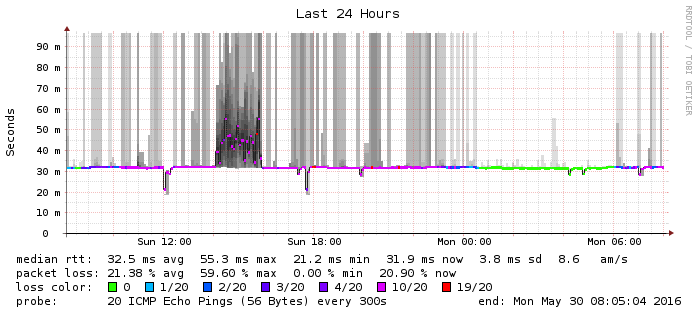 Last 24 Hours
RRDTOOL / TOBI OETIKER
Seconds
90 m
80 m
70 m
60 m
50 m
40 m
30 m
20 m
10 m
0
Sun 12:00 Sun 18:00 Mon 00:00 Mon 06:00
median rtt: 32.5 ms avg 55.3 ms max 21.2 ms min 31.9 ms now 3.8 ms sd 8.6 am/s
packet loss: 21.38 % avg 59.60 % max 0.00 % min 20.90 % now
loss color: 0 1/20 2/20 3/20 4/20 10/20 19/20
probe: 20 ICMP Echo Pings (56 Bytes) every 300s end: Mon May 30 08:05:04 2016